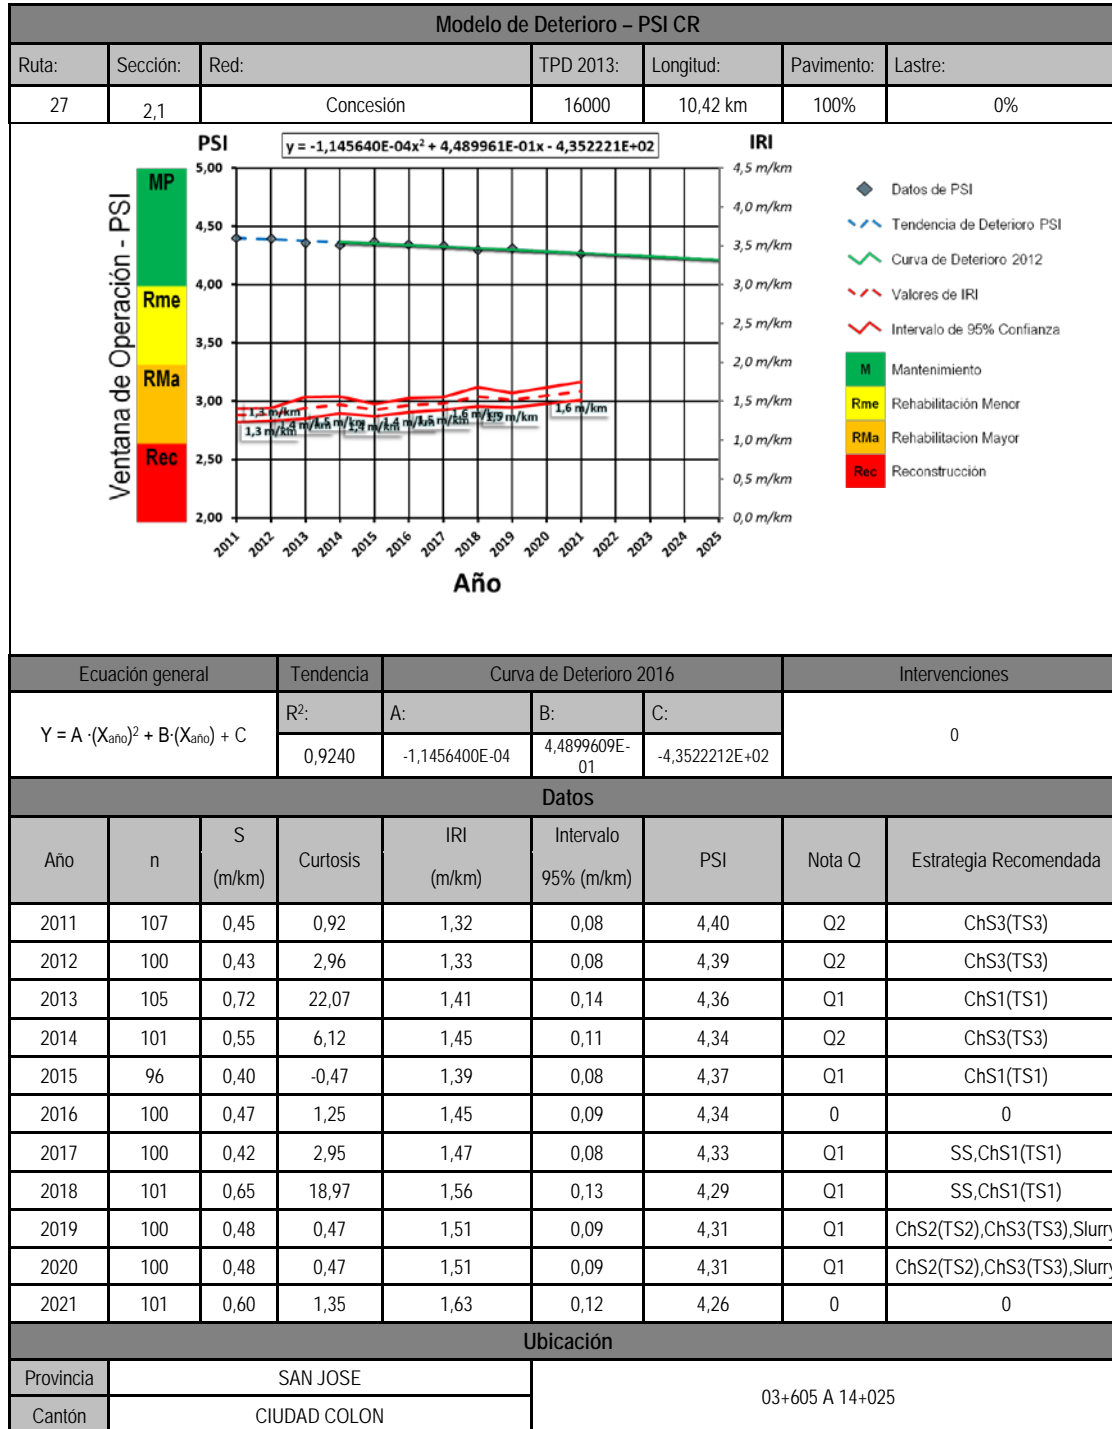 Modelo de Deterioro – PSI CR
Ruta: Sección: Red: TPD 2013: Longitud: Pavimento: Lastre:
27 2,1 Concesión 16000 10,42 km 100% 0%
PSI y = -1,145640E-04x² + 4,489961E-01x - 4,352221E+02 IRI
Ventana de Operación - PSI
MP
Rme
RMa
Rec
5,00
4,50
4,00
3,50
3,00
2,50
2,00
4,5 m/km
4,0 m/km
3,5 m/km
3,0 m/km
2,5 m/km
2,0 m/km
1,5 m/km
1,0 m/km
0,5 m/km
0,0 m/km
1,3 m/km
1,3 m/km
1,4 m/km
1,5 m/km
1,4 m/km
1,4 m/km
1,5 m/km
1,6 m/km
1,5 m/km
1,6 m/km
2011 2012 2013 2014 2015 2016 2017 2018 2019 2020 2021 2022 2023 2024 2025
Año
Datos de PSI
Tendencia de Deterioro PSI
Curva de Deterioro 2012
Valores de IRI
Intervalo de 95% Confianza
M Mantenimiento
Rme Rehabilitación Menor
RMa Rehabilitacion Mayor
Rec Reconstrucción
Ecuación general Tendencia Curva de Deterioro 2016 Intervenciones
Y = A ·(Xaño)² + B·(Xaño) + C R²: A: B: C: 0
0,9240 -1,1456400E-04 4,4899609E-01 -4,3522212E+02
Datos
Año n S (m/km) Curtosis IRI (m/km) Intervalo 95% (m/km) PSI Nota Q Estrategia Recomendada
2011 107 0,45 0,92 1,32 0,08 4,40 Q2 ChS3(TS3)
2012 100 0,43 2,96 1,33 0,08 4,39 Q2 ChS3(TS3)
2013 105 0,72 22,07 1,41 0,14 4,36 Q1 ChS1(TS1)
2014 101 0,55 6,12 1,45 0,11 4,34 Q2 ChS3(TS3)
2015 96 0,40 -0,47 1,39 0,08 4,37 Q1 ChS1(TS1)
2016 100 0,47 1,25 1,45 0,09 4,34 0 0
2017 100 0,42 2,95 1,47 0,08 4,33 Q1 SS,ChS1(TS1)
2018 101 0,65 18,97 1,56 0,13 4,29 Q1 SS,ChS1(TS1)
2019 100 0,48 0,47 1,51 0,09 4,31 Q1 ChS2(TS2),ChS3(TS3),Slurry
2020 100 0,48 0,47 1,51 0,09 4,31 Q1 ChS2(TS2),ChS3(TS3),Slurry
2021 101 0,60 1,35 1,63 0,12 4,26 0 0
Ubicación
Provincia SAN JOSE
03+605 A 14+025
Cantón CIUDAD COLON